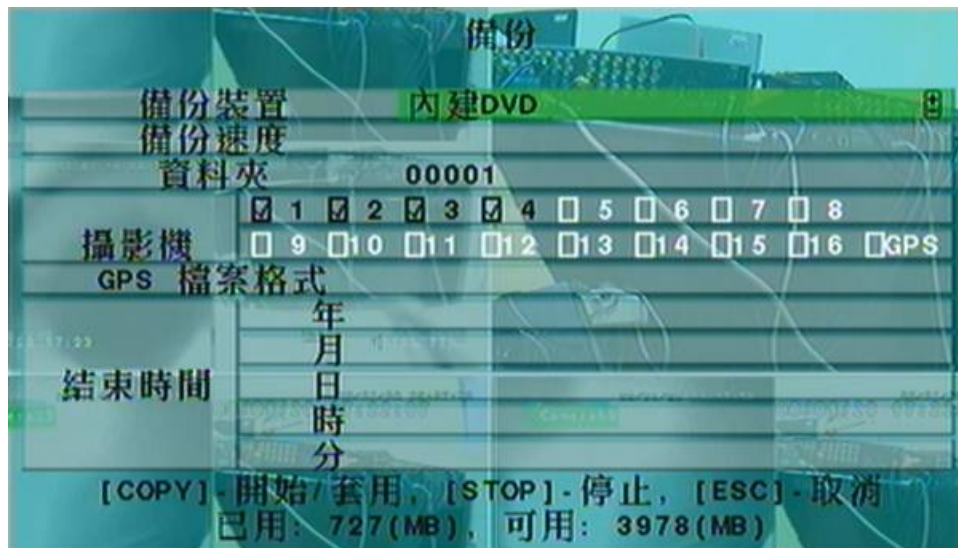 備份
備份裝置 內建DVD
備份速度
資料夾 00001
1 2 3 4 5 6 7 8
攝影機 9 10 11 12 13 14 15 16 GPS
GPS 檔案格式
年
月
結束時間 日
時
分
[COPY]-開始/套用, [STOP]-停止, [ESC]-取消
已用: 727(MB), 可用: 3978(MB)